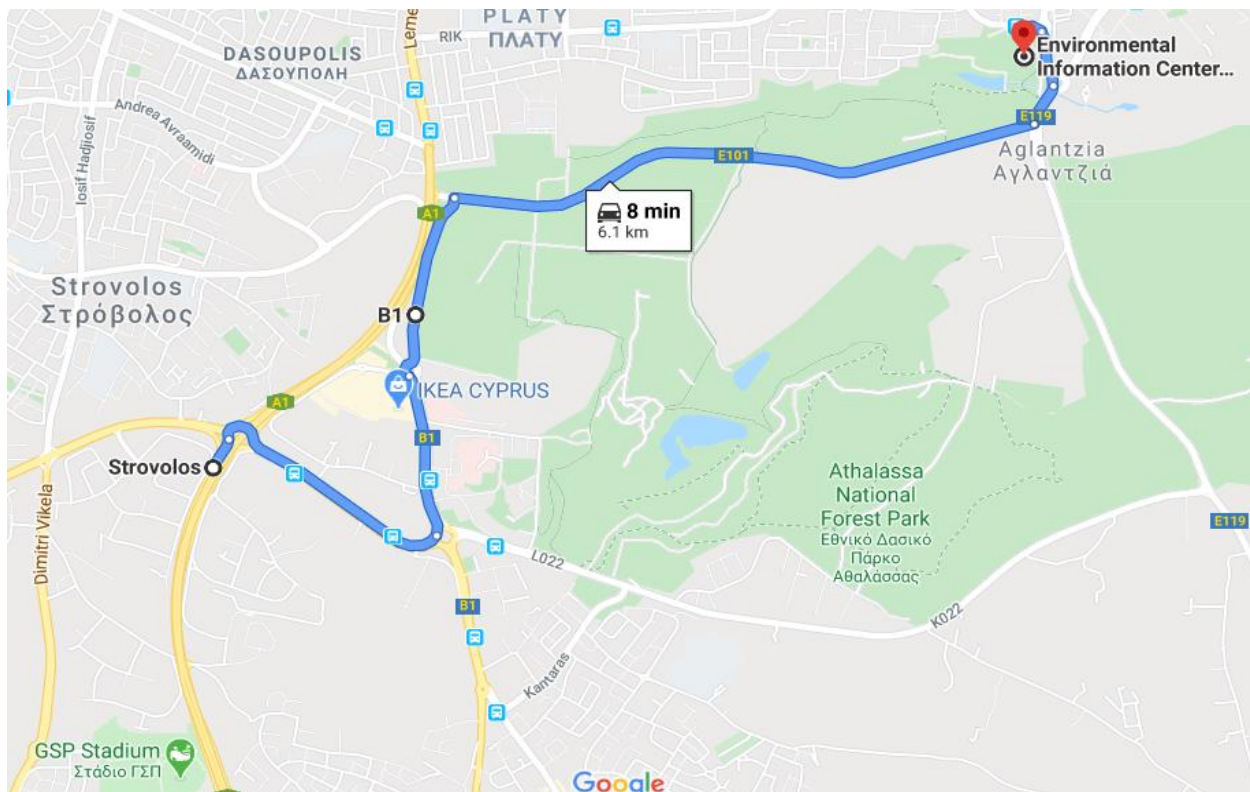 PLATY
ΠΛΑΤΥ
RIK
Leme
DASOUPOLIS
ΔΑΣΟΥΠΟΛΗ
Environmental
Information Center...
Andrea Avraamidi
Iosif Hadjiosif
E119
Aglantzia
Αγλαντζιά
E101
A1
8 min
6.1 km
Strovolos
Στρόβολος
B1
IKEA CYPRUS
A1
B1
Strovolos
Athalassa
National
Forest Park
Εθνικό Δασικό
Πάρκο
Αθαλάσσας
E119
Dimitri Vikela
L022
K022
B1
Kantaras
GSP Stadium
Στάδιο ΓΣΠ
Google